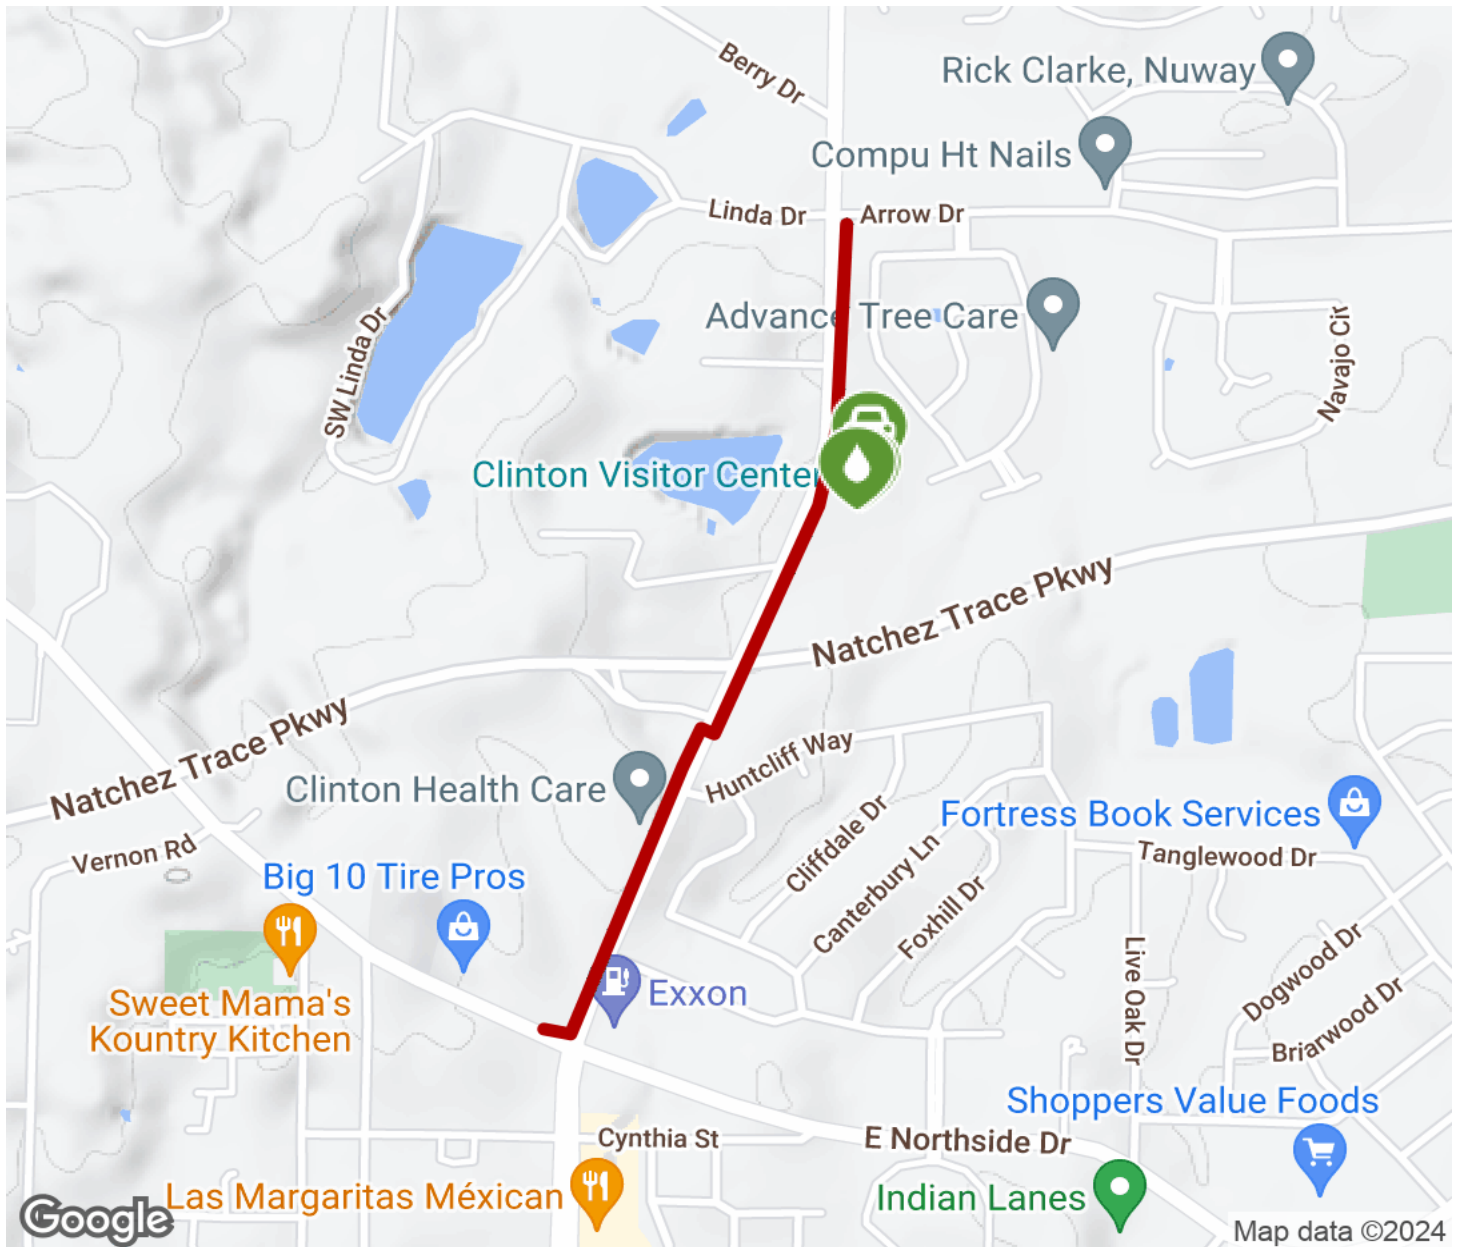 Berry Dr
Rick Clarke, Nuway
Compu Ht Nails
Linda Dr
Arrow Dr
Advance Tree Care
SW Linda Dr
Navajo Cir
Clinton Visitor Center
Natchez Trace Pkwy
Natchez Trace Pkwy
Huntcliff Way
Clinton Health Care
Fortress Book Services
Vernon Rd
Cliffdale Dr
Canterbury Ln
Tanglewood Dr
Big 10 Tire Pros
Foxhill Dr
Live Oak Dr
Dogwood Dr
Briarwood Dr
Exxon
Sweet Mama's
Kountry Kitchen
Shoppers Value Foods
Cynthia St
E Northside Dr
Las Margaritas Méxican
Indian Lanes
Google
Map data ©2024